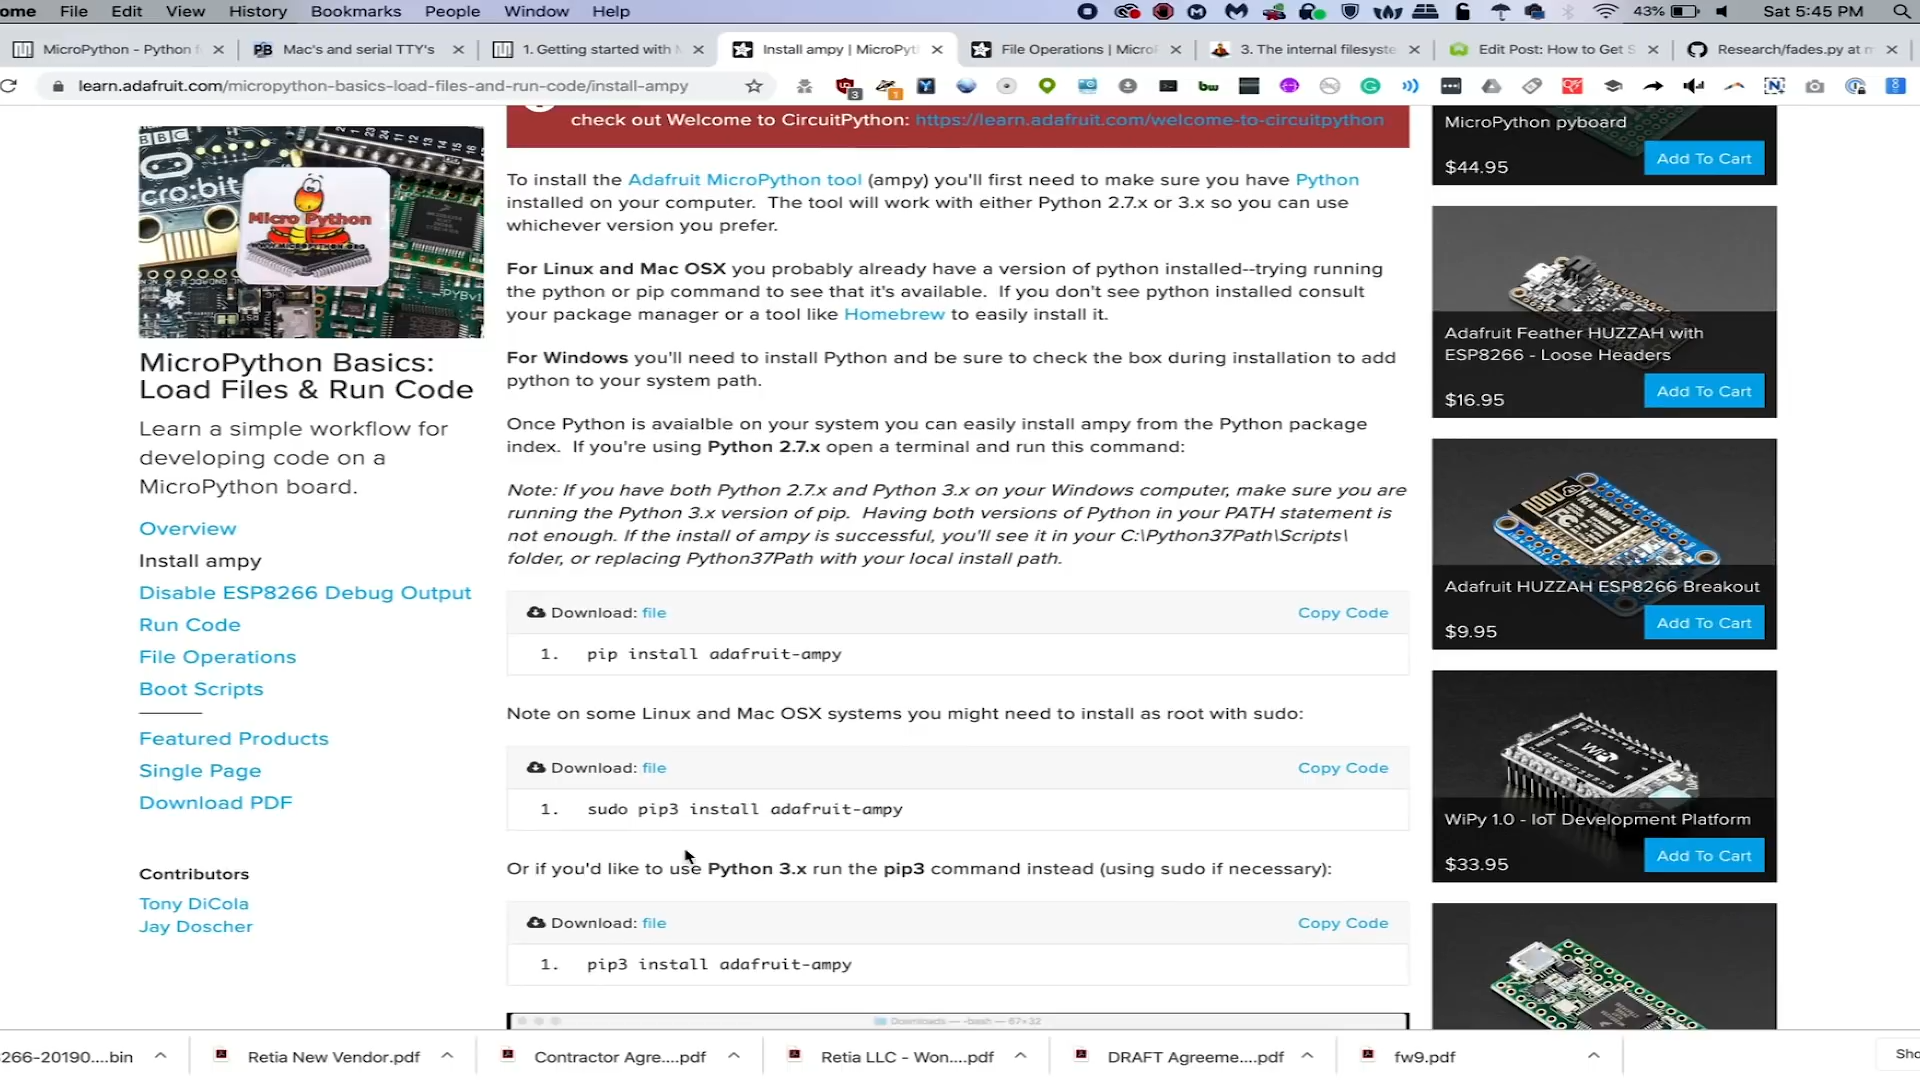 ome File Edit View History Bookmarks People Window Help 43% Sat 5:45 PM
MicroPython - Python f
Mac's and serial TTY's
1. Getting started with M
Install ampy | MicroPyt
File Operations | Microl
3. The internal filesyste
Edit Post: How to Get S
Research/fades.py at m
learn.adafruit.com/micropython-basics-load-files-and-run-code/install-ampy
check out Welcome to CircuitPython: https://learn.adafruit.com/welcome-to-circuitpython
To install the Adafruit MicroPython tool (ampy) you'll first need to make sure you have Python
installed on your computer. The tool will work with either Python 2.7.x or 3.x so you can use
whichever version you prefer.
For Linux and Mac OSX you probably already have a version of python installed--trying running
the python or pip command to see that it's available. If you don't see python installed consult
your package manager or a tool like Homebrew to easily install it.
For Windows you'll need to install Python and be sure to check the box during installation to add
python to your system path.
Once Python is avaialble on your system you can easily install ampy from the Python package
index. If you're using Python 2.7.x open a terminal and run this command:
Note: If you have both Python 2.7.x and Python 3.x on your Windows computer, make sure you are
running the Python 3.x version of pip. Having both versions of Python in your PATH statement is
not enough. If the install of ampy is successful, you'll see it in your C:\Python37Path\Scripts\
folder, or replacing Python37Path with your local install path.
Download: file Copy Code
1. pip install adafruit-ampy
Note on some Linux and Mac OSX systems you might need to install as root with sudo:
Download: file Copy Code
1. sudo pip3 install adafruit-ampy
Or if you'd like to use Python 3.x run the pip3 command instead (using sudo if necessary):
Download: file Copy Code
1. pip3 install adafruit-ampy
Downloads — -bash — 67×32
BBC
cro:bit
Micro Python
WWW.MICROPYTHON.ORG
PYBv1
MicroPython Basics:
Load Files & Run Code
Learn a simple workflow for
developing code on a
MicroPython board.
Overview
Install ampy
Disable ESP8266 Debug Output
Run Code
File Operations
Boot Scripts
Featured Products
Single Page
Download PDF
Contributors
Tony DiCola
Jay Doscher
MicroPython pyboard
$44.95 Add To Cart
Adafruit Feather HUZZAH with
ESP8266 - Loose Headers
$16.95 Add To Cart
Adafruit HUZZAH ESP8266 Breakout
$9.95 Add To Cart
WiPy
WiPy 1.0 - IoT Development Platform
$33.95 Add To Cart
266-20190....bin
Retia New Vendor.pdf
Contractor Agre....pdf
Retia LLC - Won....pdf
DRAFT Agreeme....pdf
fw9.pdf
Sho